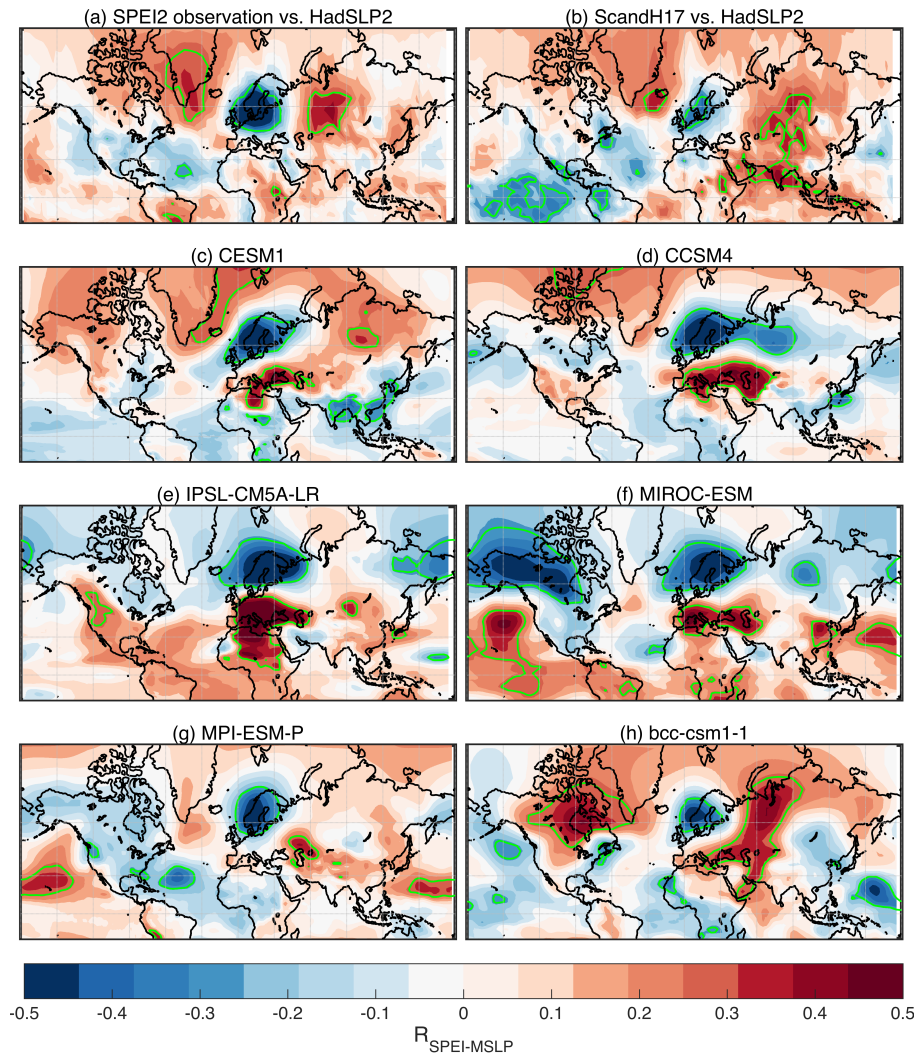 (a) SPEI2 observation vs. HadSLP2
(b) ScandH17 vs. HadSLP2
(c) CESM1
(d) CCSM4
(e) IPSL-CM5A-LR
(f) MIROC-ESM
(g) MPI-ESM-P
(h) bcc-csm1-1
-0.5 -0.4 -0.3 -0.2 -0.1 0 0.1 0.2 0.3 0.4 0.5
R SPEI-MSLP